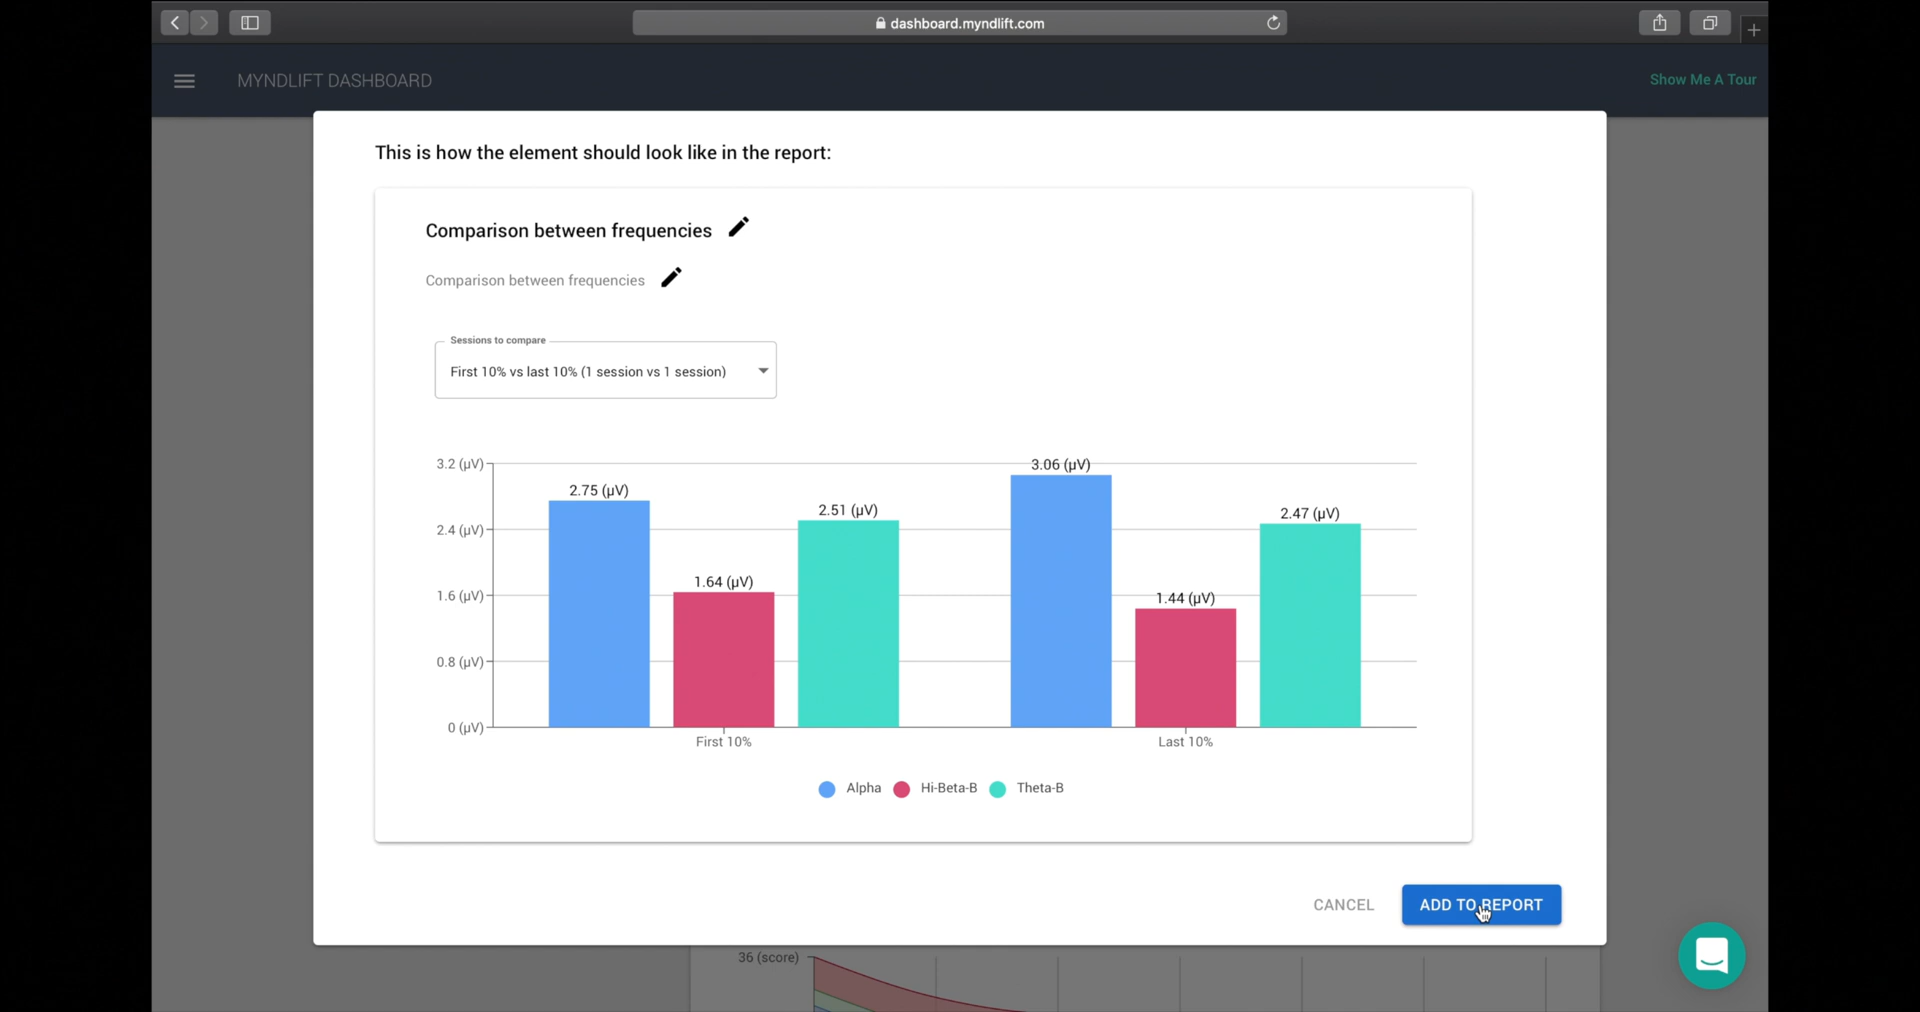 dashboard.myndlift.com
MYNDLIFT DASHBOARD
Show Me A Tour
This is how the element should look like in the report:
Comparison between frequencies
Comparison between frequencies
Sessions to compare
First 10% vs last 10% (1 session vs 1 session)
3.2 (μV)
2.4 (μV)
1.6 (μV)
0.8 (μV)
0 (μV)
2.75 (μV)
1.64 (μV)
2.51 (μV)
3.06 (μV)
1.44 (μV)
2.47 (μV)
First 10%
Last 10%
Alpha
Hi-Beta-B
Theta-B
CANCEL
ADD TO REPORT
36 (score)